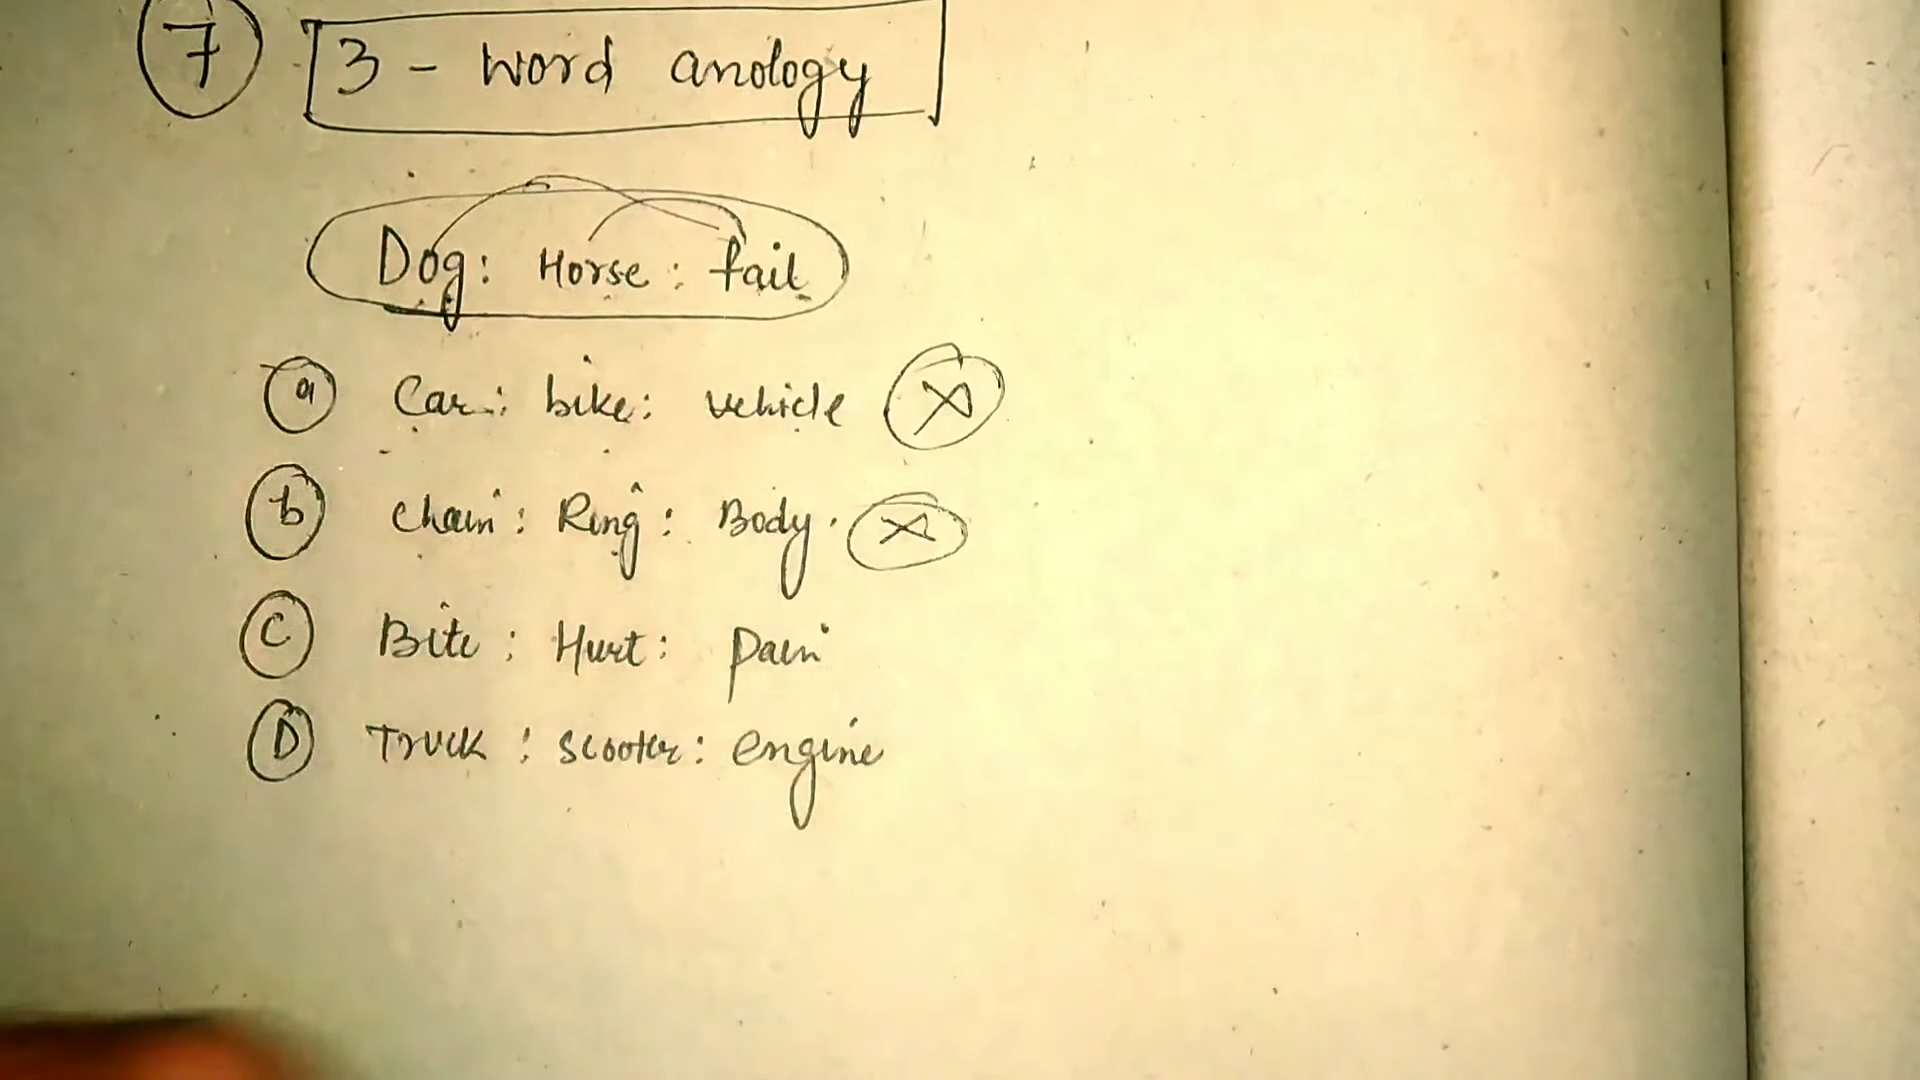 7 3 - word anology
Dog: Horse: tail
a Car: bike: vehicle
b chain: Ring: Body.
C Bite: Hurt: pain
D Truck: scooter: engine